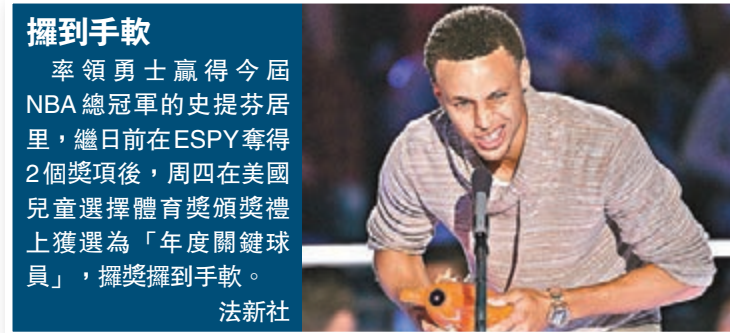 攞到手軟
率領勇士贏得今屆
NBA總冠軍的史提芬居
里，繼日前在ESPY奪得
2個獎項後，周四在美國
兒童選擇體育獎頒獎禮
上獲選為「年度關鍵球
員」，攞獎攞到手軟。
法新社